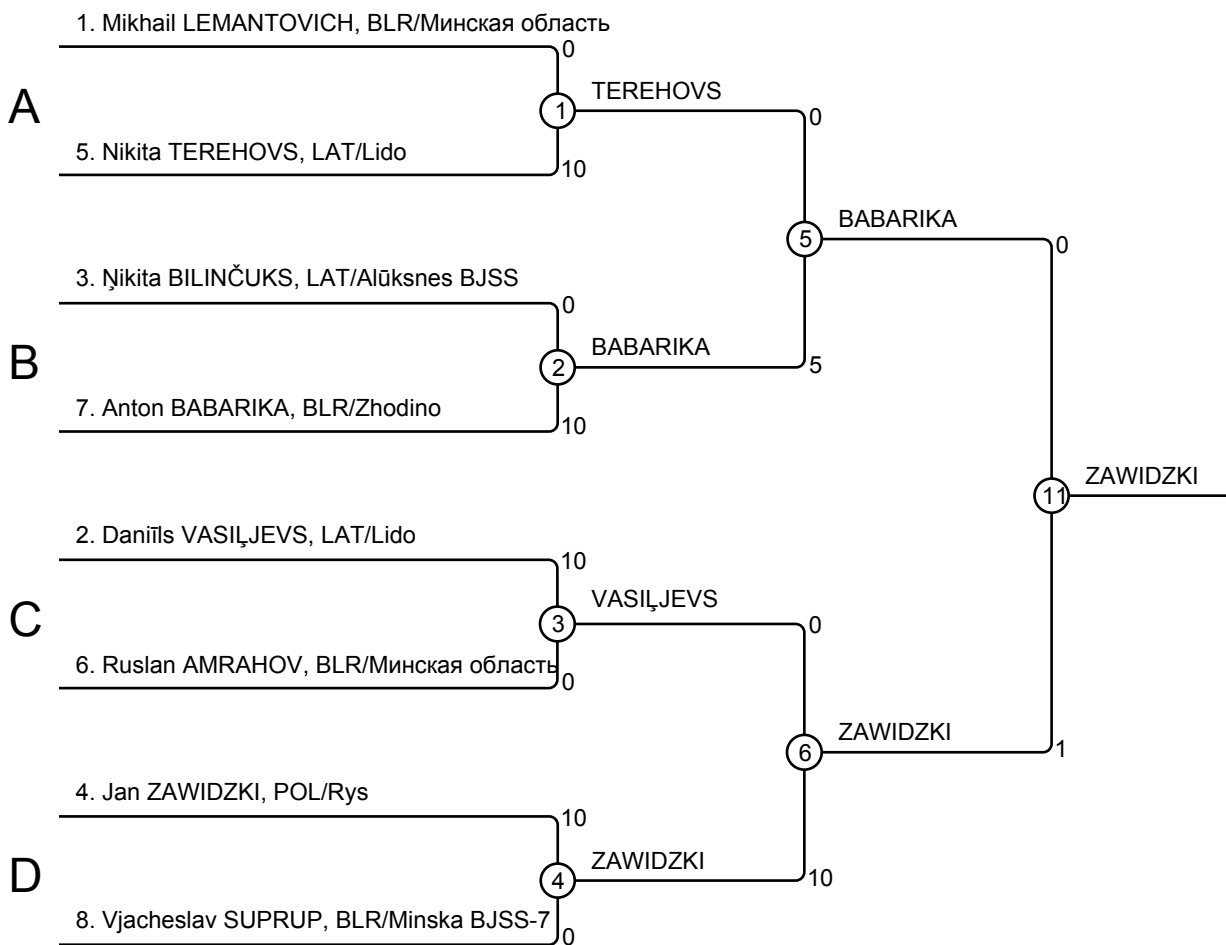 1. Mikhail LEMANTOVICH, BLR/Минская область
0
A
1
TEREHOVS
0
5. Nikita TEREHOVS, LAT/Lido
10
5
BABARIKA
0
3. Ņikita BILINČUKS, LAT/Alūksnes BJSS
0
B
2
BABARIKA
5
7. Anton BABARIKA, BLR/Zhodino
10
11
ZAWIDZKI
2. Daniīls VASIĻJEVS, LAT/Lido
10
C
3
VASIĻJEVS
0
6. Ruslan AMRAHOV, BLR/Минская область
0
6
ZAWIDZKI
1
4. Jan ZAWIDZKI, POL/Rys
10
D
4
ZAWIDZKI
10
8. Vjacheslav SUPRUP, BLR/Minska BJSS-7
0